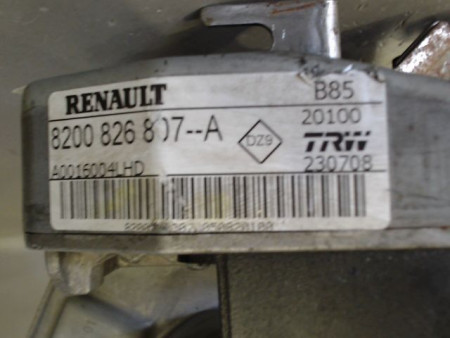 RENAULT B85
8200 826 807--A DZ9 20100
TRW
A0016004LHD 230708